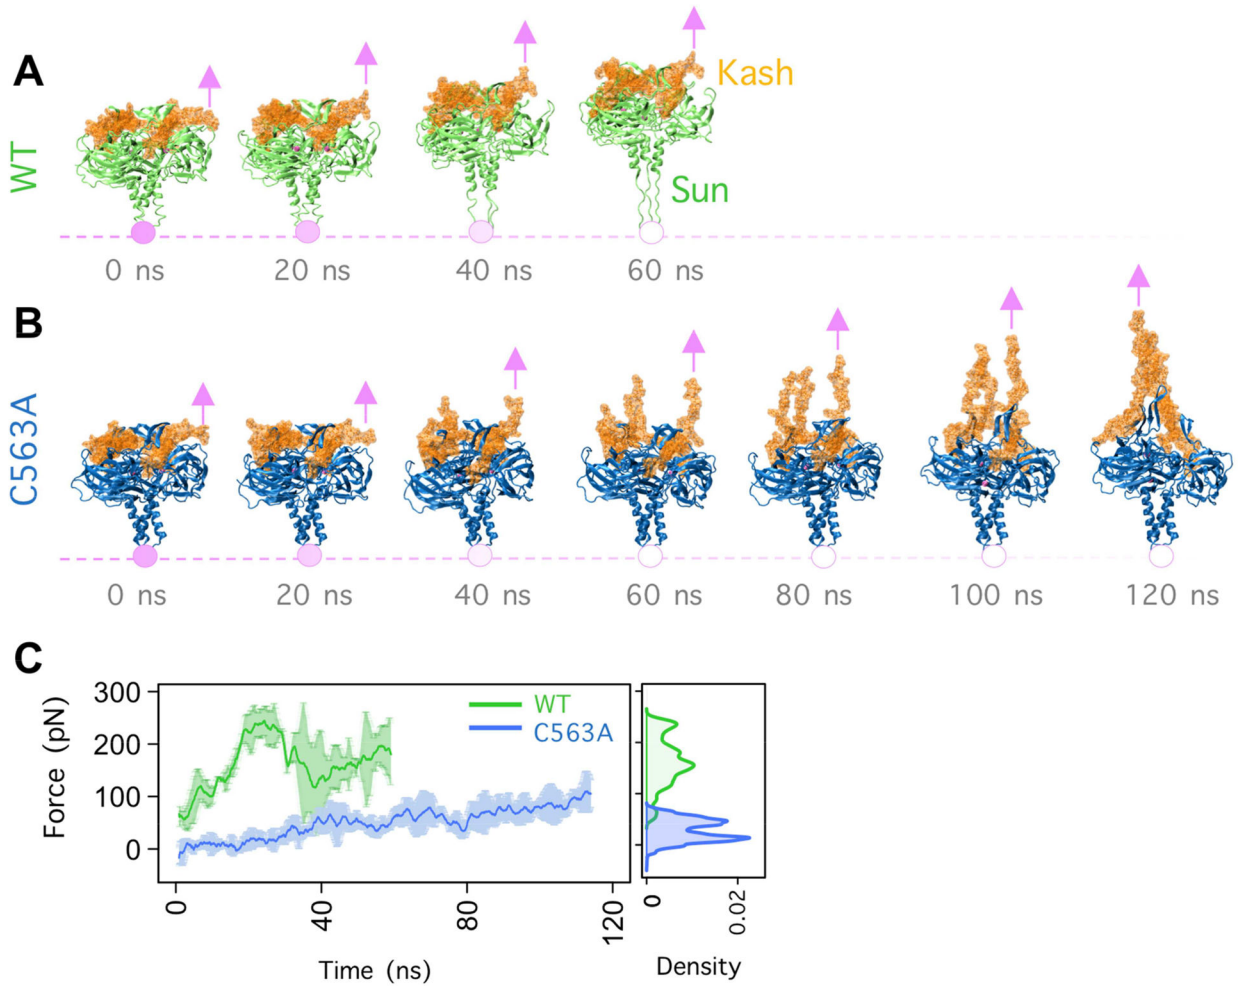 A
WT
Kash
Sun
0 ns
20 ns
40 ns
60 ns
B
C563A
0 ns
20 ns
40 ns
60 ns
80 ns
100 ns
120 ns
C
Force (pN)
300
200
100
0
WT
C563A
0
40
80
120
Time (ns)
0
0.02
Density